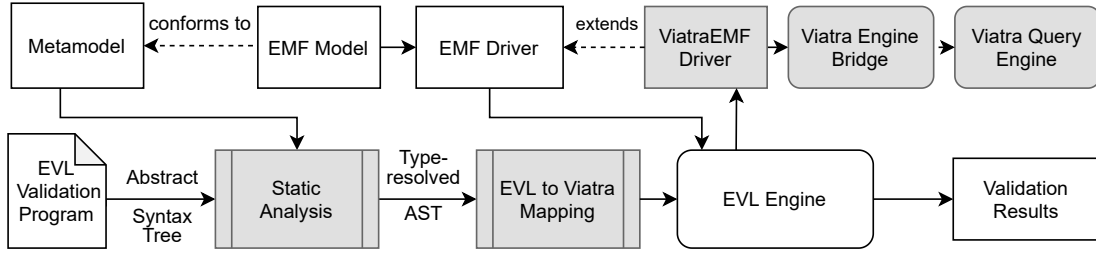 Metamodel
conforms to
EMF Model
EMF Driver
extends
ViatraEMF
Driver
Viatra Engine
Bridge
Viatra Query
Engine
EVL
Validation
Program
Abstract
Syntax
Tree
Static
Analysis
Type-
resolved
AST
EVL to Viatra
Mapping
EVL Engine
Validation
Results